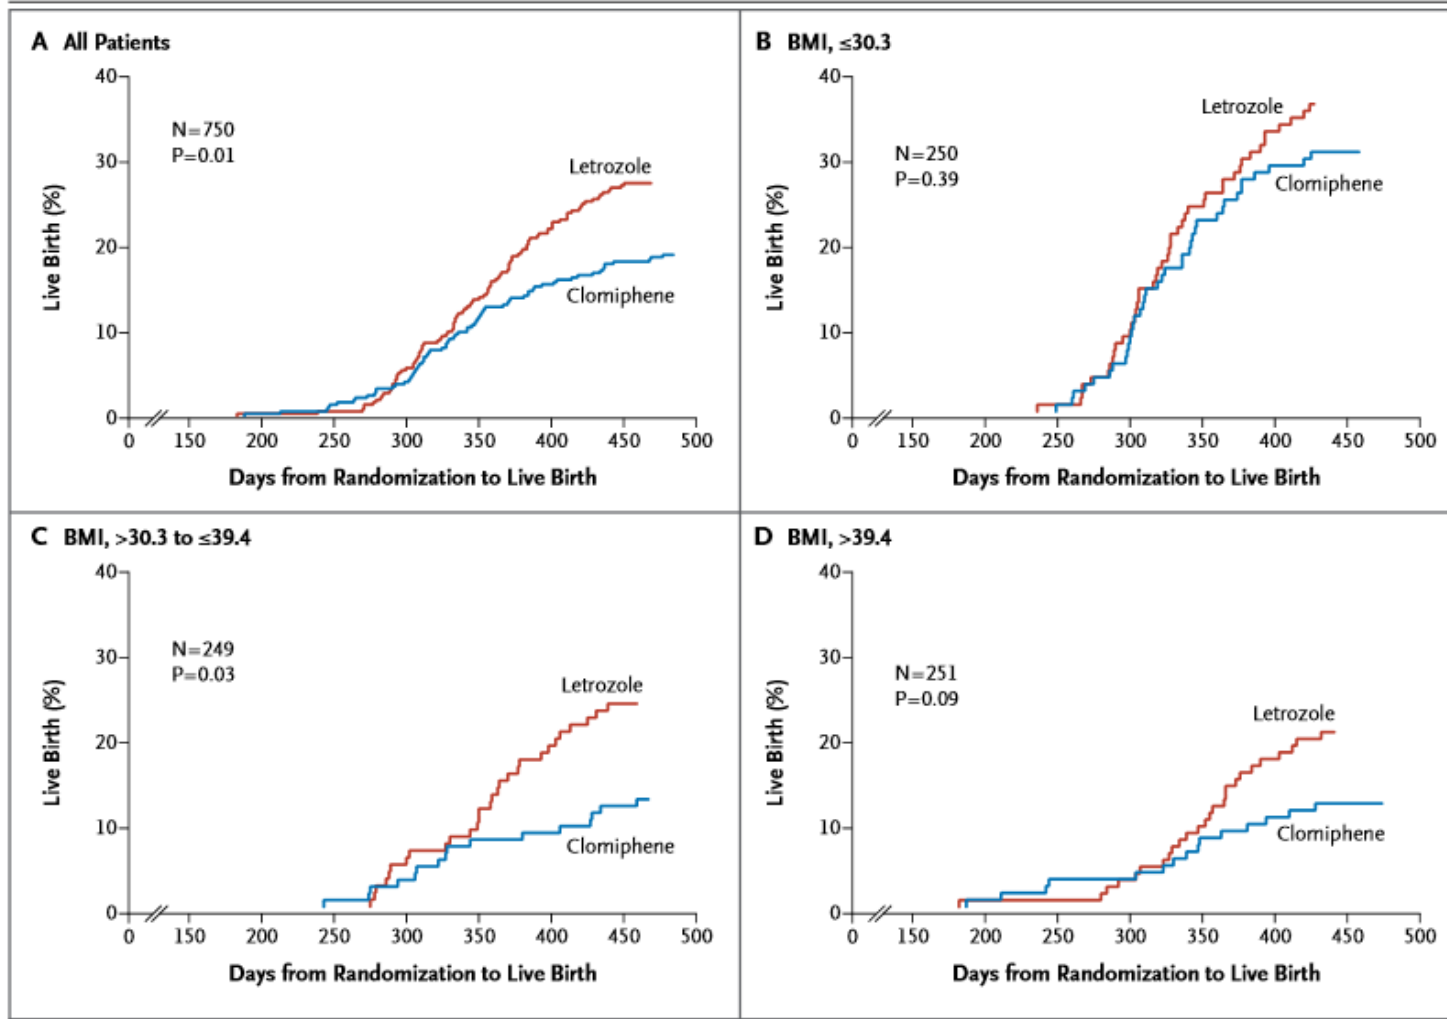 A All Patients
40
30
20
10
0
N=750
P=0.01
Letrozole
Clomiphene
Live Birth (%)
0 150 200 250 300 350 400 450 500
Days from Randomization to Live Birth
B BMI, ≤30.3
40
30
20
10
0
N=250
P=0.39
Letrozole
Clomiphene
Live Birth (%)
0 150 200 250 300 350 400 450 500
Days from Randomization to Live Birth
C BMI, >30.3 to ≤39.4
40
30
20
10
0
N=249
P=0.03
Letrozole
Clomiphene
Live Birth (%)
0 150 200 250 300 350 400 450 500
Days from Randomization to Live Birth
D BMI, >39.4
40
30
20
10
0
N=251
P=0.09
Letrozole
Clomiphene
Live Birth (%)
0 150 200 250 300 350 400 450 500
Days from Randomization to Live Birth